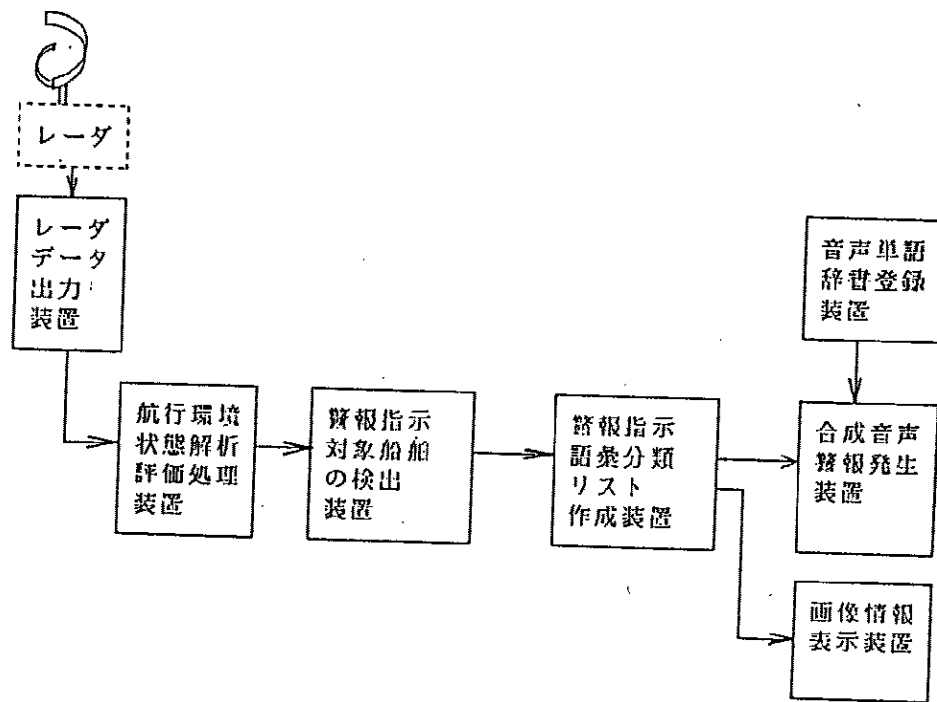 レーダ
レーダ
データ
出力
装置
音声単語
辞書登録
装置
航行環境
状態解析
評価処理
装置
警報指示
対象船舶
の検出
装置
警報指示
語彙分類
リスト
作成装置
合成音声
警報発生
装置
画像情報
表示装置